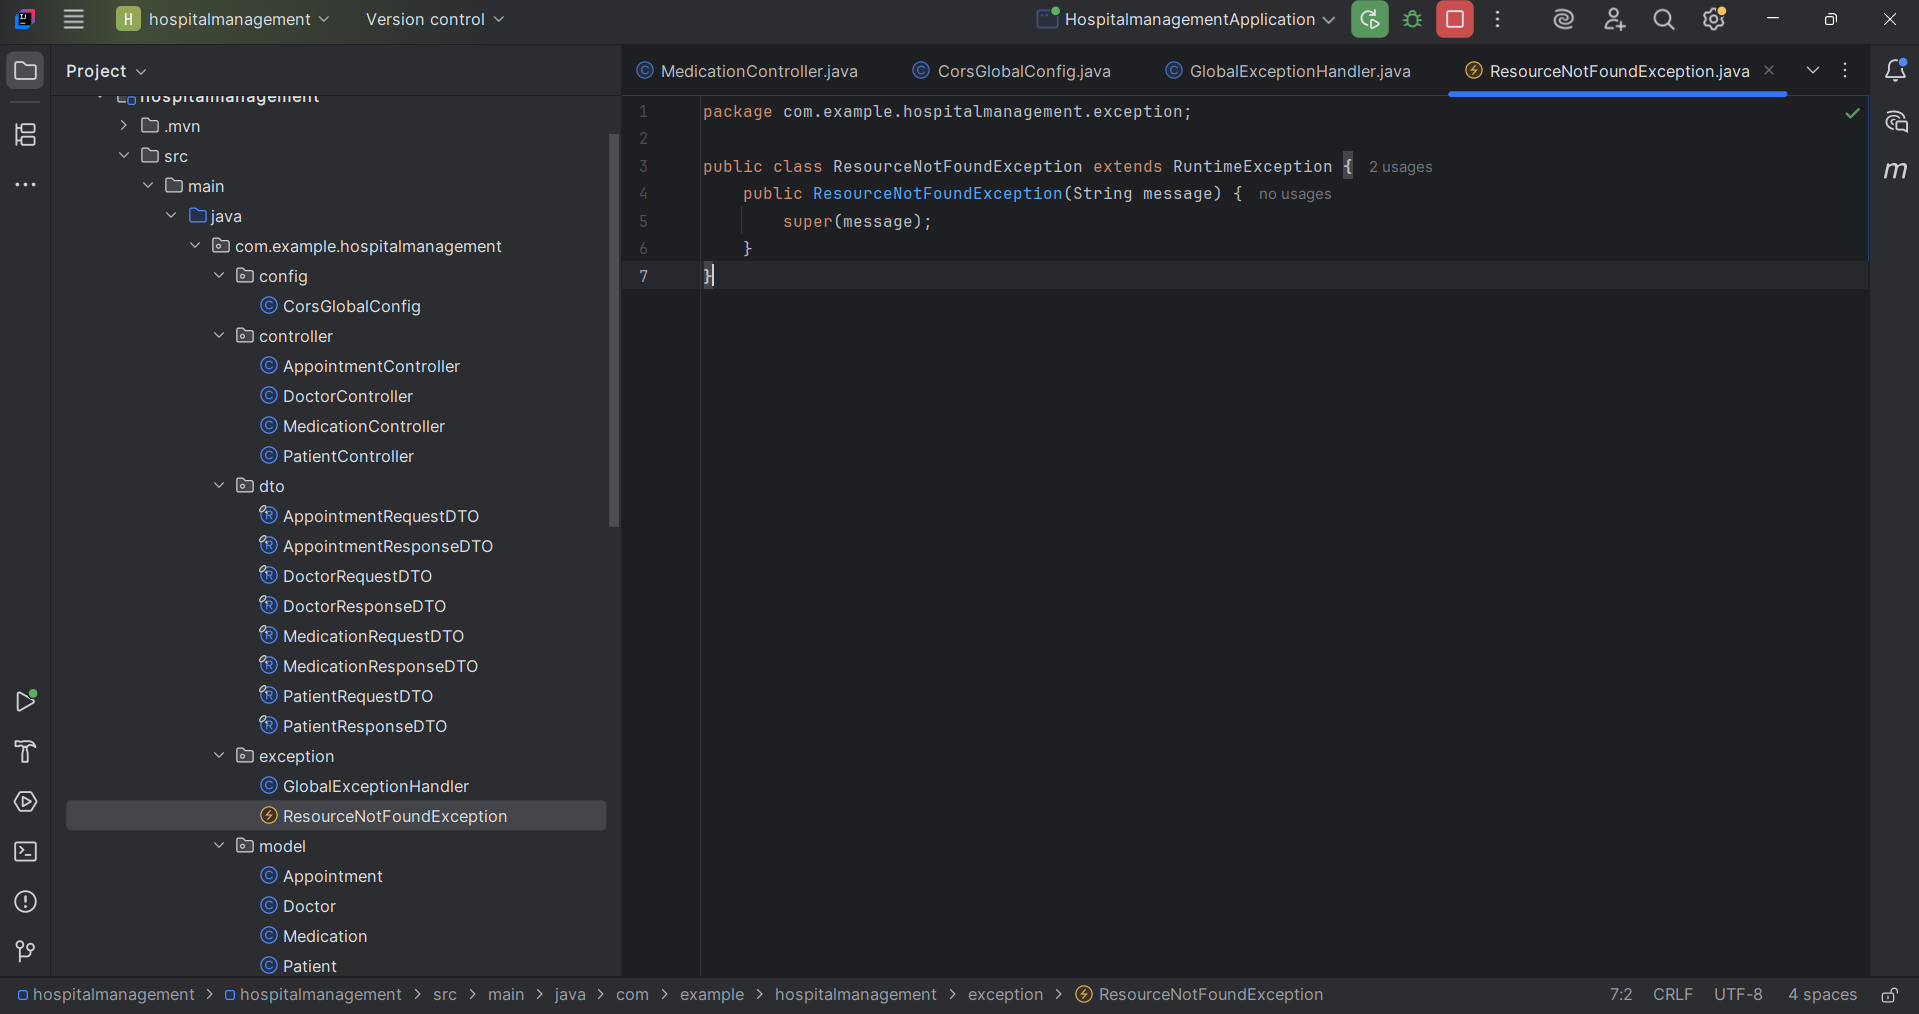 H hospitalmanagement Version control HospitalmanagementApplication
Project
MedicationController.java CorsGlobalConfig.java GlobalExceptionHandler.java ResourceNotFoundException.java
hospitalmanagement
.mvn
src
main
java
com.example.hospitalmanagement
config
CorsGlobalConfig
controller
AppointmentController
DoctorController
MedicationController
PatientController
dto
AppointmentRequestDTO
AppointmentResponseDTO
DoctorRequestDTO
DoctorResponseDTO
MedicationRequestDTO
MedicationResponseDTO
PatientRequestDTO
PatientResponseDTO
exception
GlobalExceptionHandler
ResourceNotFoundException
model
Appointment
Doctor
Medication
Patient
1 package com.example.hospitalmanagement.exception;
2
3 public class ResourceNotFoundException extends RuntimeException { 2 usages
4 public ResourceNotFoundException(String message) { no usages
5 super(message);
6 }
7 }
m
hospitalmanagement > hospitalmanagement > src > main > java > com > example > hospitalmanagement > exception > ResourceNotFoundException 7:2 CRLF UTF-8 4 spaces